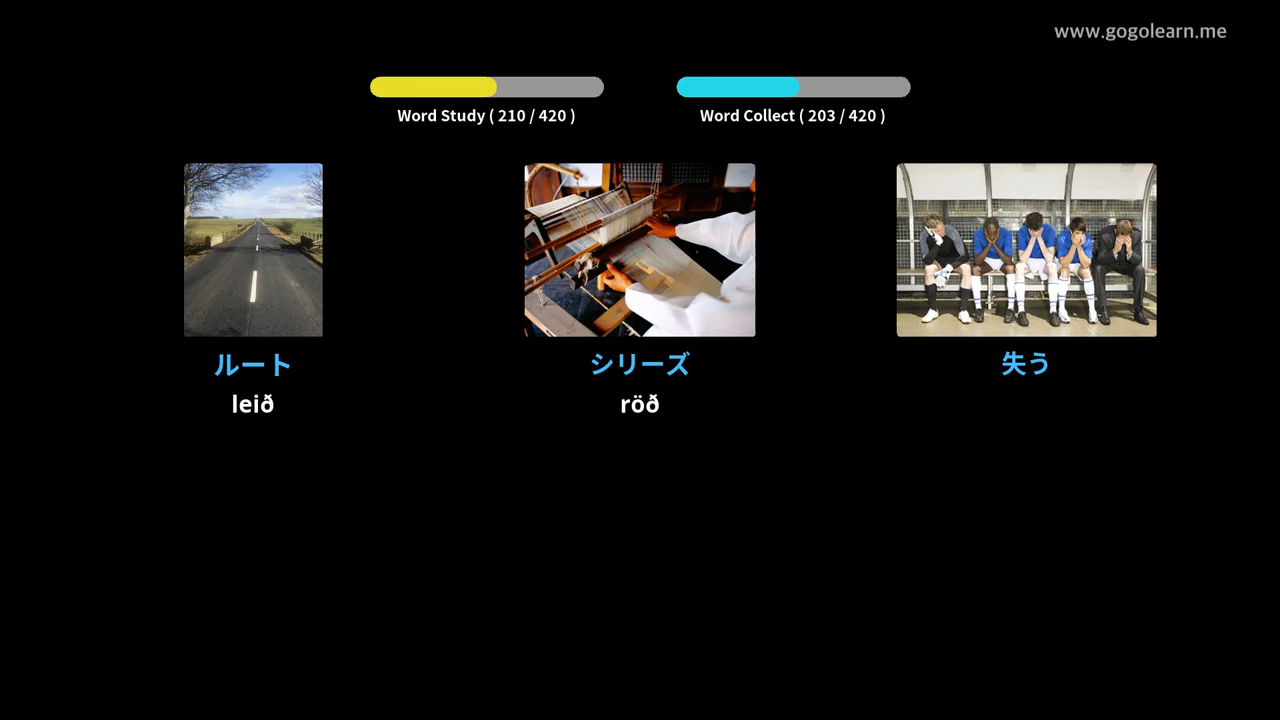 www.gogolearn.me
Word Study ( 210 / 420 )
Word Collect ( 203 / 420 )
ルート
シリーズ
失う
leið
röð